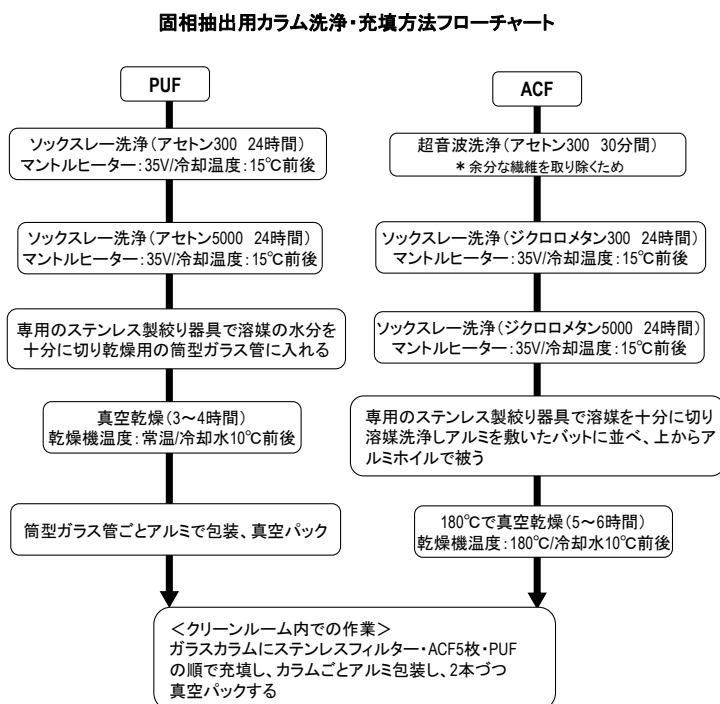 固相抽出用カラム洗浄・充填方法フローチャート
PUF
ソックスレー洗浄(アセトン300 24時間)
マントルヒーター:35V/冷却温度:15℃前後
ソックスレー洗浄(アセトン5000 24時間)
マントルヒーター:35V/冷却温度:15℃前後
専用のステンレス製絞り器具で溶媒の水分を
十分に切り乾燥用の筒型ガラス管に入れる
真空乾燥(3~4時間)
乾燥機温度:常温/冷却水10℃前後
筒型ガラス管ごとアルミで包装、真空パック
ACF
超音波洗浄(アセトン300 30分間)
*余分な繊維を取り除くため
ソックスレー洗浄(ジクロロメタン300 24時間)
マントルヒーター:35V/冷却温度:15℃前後
ソックスレー洗浄(ジクロロメタン5000 24時間)
マントルヒーター:35V/冷却温度:15℃前後
専用のステンレス製絞り器具で溶媒を十分に切り
溶媒洗浄しアルミを敷いたバットに並べ、上からア
ルミホイルで被う
180℃で真空乾燥(5~6時間)
乾燥機温度:180℃/冷却水10℃前後
<クリーンルーム内での作業>
ガラスカラムにステンレスフィルター・ACF5枚・PUF
の順で充填し、カラムごとアルミ包装し、2本づつ
真空パックする